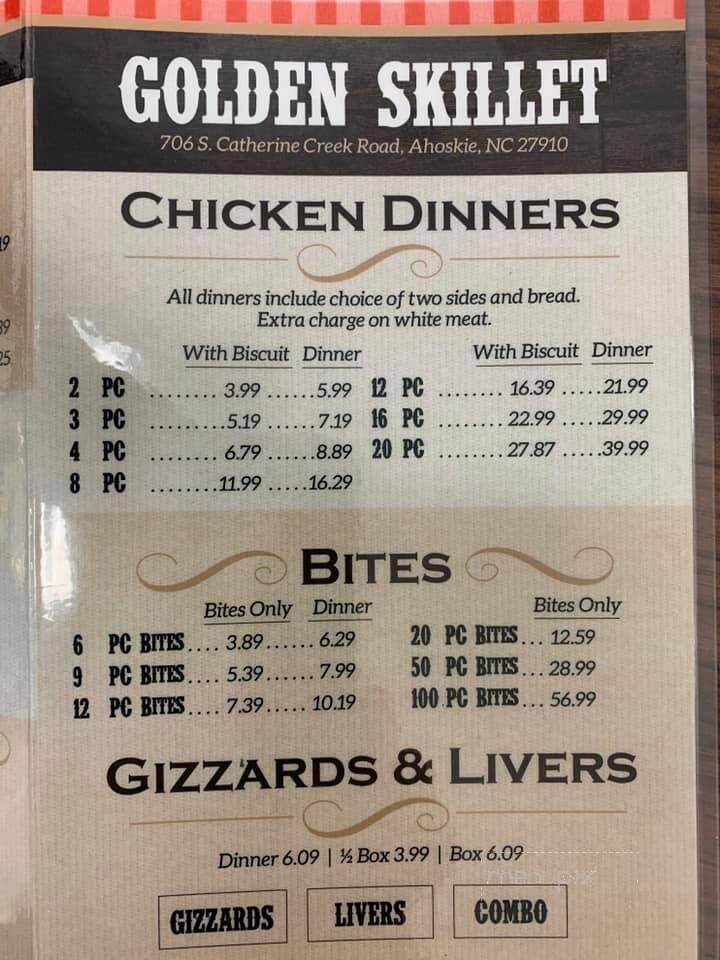 GOLDEN SKILLET
706 S. Catherine Creek Road, Ahoskie, NC 27910
CHICKEN DINNERS
All dinners include choice of two sides and bread.
Extra charge on white meat.
With Biscuit Dinner
2 PC ........ 3.99 ......5.99
3 PC ........5.19 .......7.19
4 PC ........ 6.79 ......8.89
8 PC ........11.99 .....16.29
With Biscuit Dinner
12 PC ........ 16.39 .....21.99
16 PC ........ 22.99 .....29.99
20 PC ........27.87 .....39.99
BITES
Bites Only Dinner
6 PC BITES.... 3.89...... 6.29
9 PC BITES.... 5.39....... 7.99
12 PC BITES.... 7.39..... 10.19
Bites Only
20 PC BITES... 12.59
50 PC BITES... 28.99
100 PC BITES... 56.99
GIZZARDS & LIVERS
Dinner 6.09 | ½ Box 3.99 | Box 6.09
GIZZARDS LIVERS COMBO